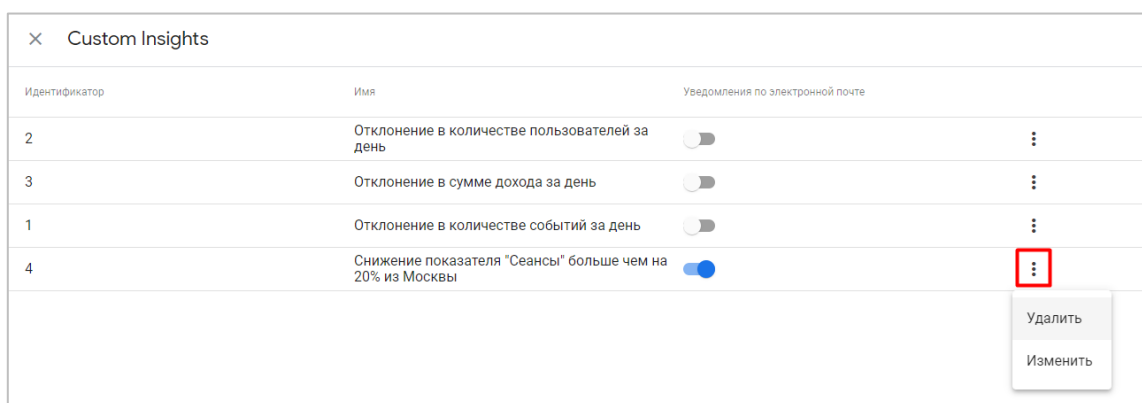 Custom Insights
Идентификатор Имя Уведомления по электронной почте
2 Отклонение в количестве пользователей за
день
3 Отклонение в сумме дохода за день
1 Отклонение в количестве событий за день
4 Снижение показателя "Сеансы" больше чем на
20% из Москвы
Удалить
Изменить